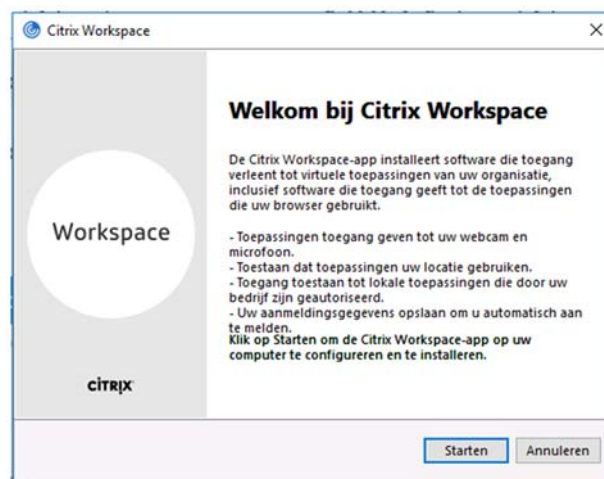 Citrix Workspace
Welkom bij Citrix Workspace
De Citrix Workspace-app installeert software die toegang
verleent tot virtuele toepassingen van uw organisatie,
inclusief software die toegang geeft tot de toepassingen
die uw browser gebruikt.
- Toepassingen toegang geven tot uw webcam en
microfoon.
- Toestaan dat toepassingen uw locatie gebruiken.
- Toegang toestaan tot lokale toepassingen die door uw
bedrijf zijn geautoriseerd.
- Uw aanmeldingsgegevens opslaan om u automatisch aan
te melden.
Klik op Starten om de Citrix Workspace-app op uw
computer te configureren en te installeren.
Workspace
CITRIX
Starten
Annuleren